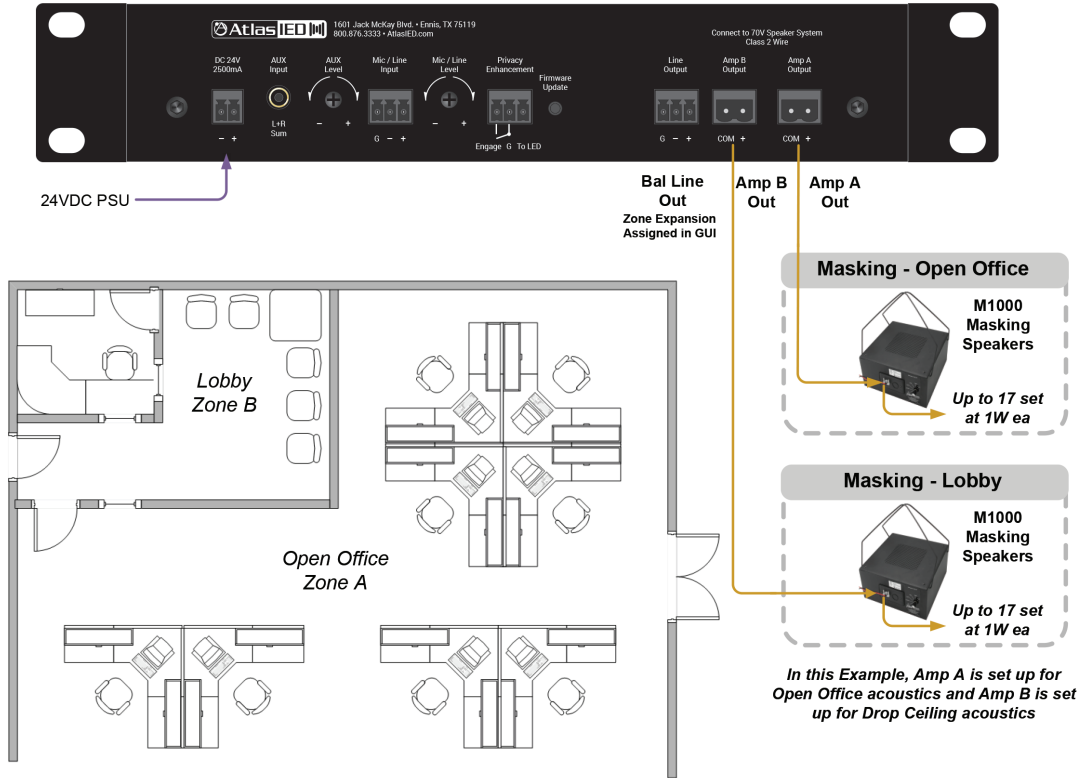 AtlasIED
1601 Jack McKay Blvd. • Ennis, TX 75119
800.876.3333 • AtlasIED.com
Connect to 70V Speaker System
Class 2 Wire
DC 24V
2500mA
AUX
Input
AUX
Level
Mic / Line
Input
Mic / Line
Level
Privacy
Enhancement
Firmware
Update
Line
Output
Amp B
Output
Amp A
Output
– +
L+R
Sum
– +
G – +
– +
Engage G To LED
G – +
COM +
COM +
24VDC PSU
Bal Line
Out
Zone Expansion
Assigned in GUI
Amp B
Out
Amp A
Out
Masking - Open Office
M1000
Masking
Speakers
Up to 17 set
at 1W ea
Masking - Lobby
M1000
Masking
Speakers
Up to 17 set
at 1W ea
In this Example, Amp A is set up for
Open Office acoustics and Amp B is set
up for Drop Ceiling acoustics
Lobby
Zone B
Open Office
Zone A